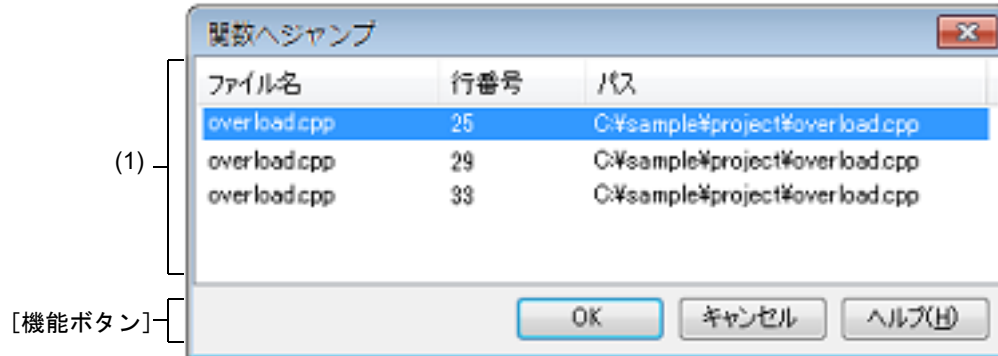 関数へジャンプ
ファイル名 行番号 パス
overload.cpp 25 C:¥sample¥project¥overload.cpp
(1) overload.cpp 29 C:¥sample¥project¥overload.cpp
overload.cpp 33 C:¥sample¥project¥overload.cpp
[機能ボタン] OK キャンセル ヘルプ(H)